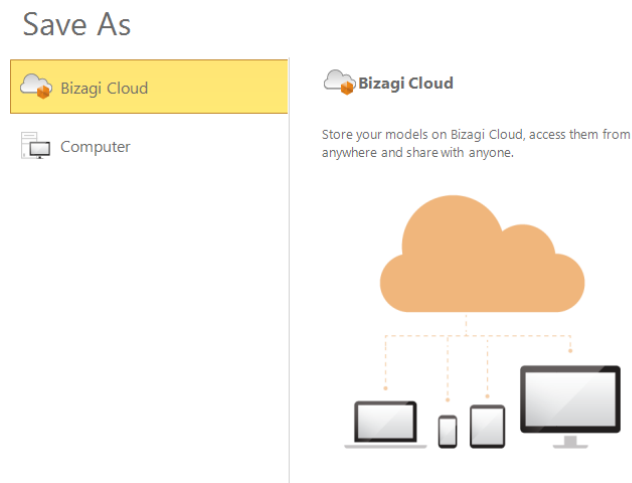 Save As
Bizagi Cloud
Computer
Bizagi Cloud
Store your models on Bizagi Cloud, access them from
anywhere and share with anyone.